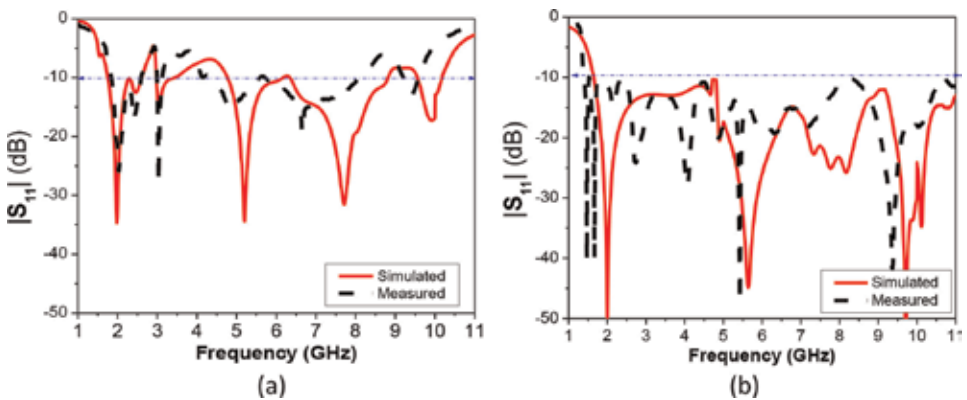 0
-10
-20
-30
-40
-50
|S11| (dB)
Simulated
Measured
1 2 3 4 5 6 7 8 9 10 11
Frequency (GHz)
(a)
0
-10
-20
-30
-40
-50
|S11| (dB)
Simulated
Measured
1 2 3 4 5 6 7 8 9 10 11
Frequency (GHz)
(b)